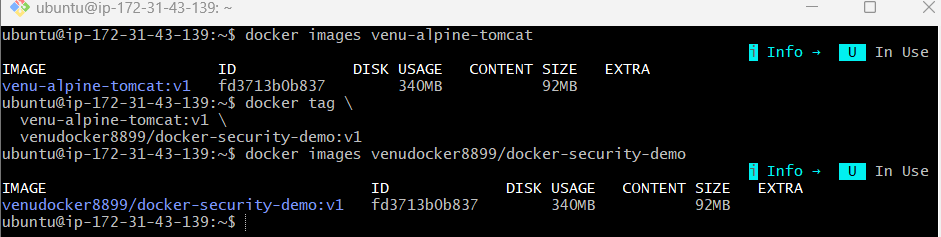 ubuntu@ip-172-31-43-139: ~
ubuntu@ip-172-31-43-139:~$ docker images venu-alpine-tomcat
i Info → U In Use
IMAGE ID DISK USAGE CONTENT SIZE EXTRA
venu-alpine-tomcat:v1 fd3713b0b837 340MB 92MB
ubuntu@ip-172-31-43-139:~$ docker tag \
venu-alpine-tomcat:v1 \
venudocker8899/docker-security-demo:v1
ubuntu@ip-172-31-43-139:~$ docker images venudocker8899/docker-security-demo
i Info → U In Use
IMAGE ID DISK USAGE CONTENT SIZE EXTRA
venudocker8899/docker-security-demo:v1 fd3713b0b837 340MB 92MB
ubuntu@ip-172-31-43-139:~$